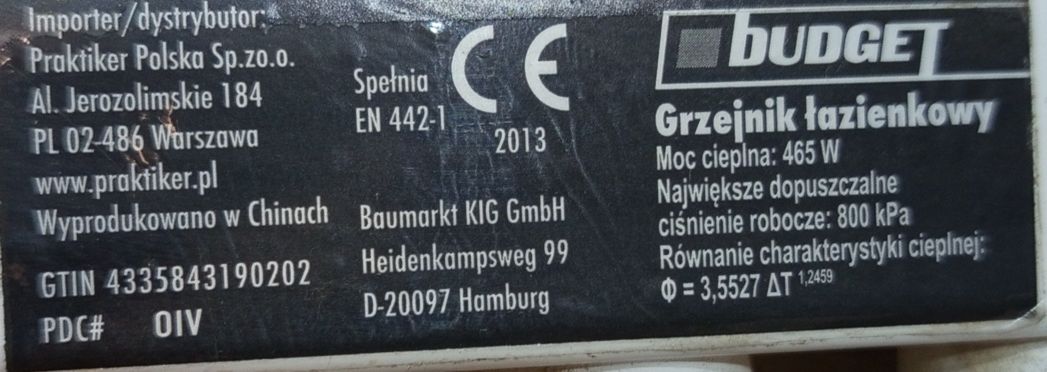 Importer/dystrybutor:
Praktiker Polska Sp.zo.o.
Al. Jerozolimskie 184
PL 02-486 Warszawa
www.praktiker.pl
Wyprodukowano w Chinach
GTIN 4335843190202
PDC# OIV
Spełnia
EN 442-1
CE
2013
Baumarkt KIG GmbH
Heidenkampsweg 99
D-20097 Hamburg
BUDGET
Grzejnik łazienkowy
Moc cieplna: 465 W
Największe dopuszczalne
ciśnienie robocze: 800 kPa
Równanie charakterystyki cieplnej:
Φ = 3,5527 ΔT 1,2459